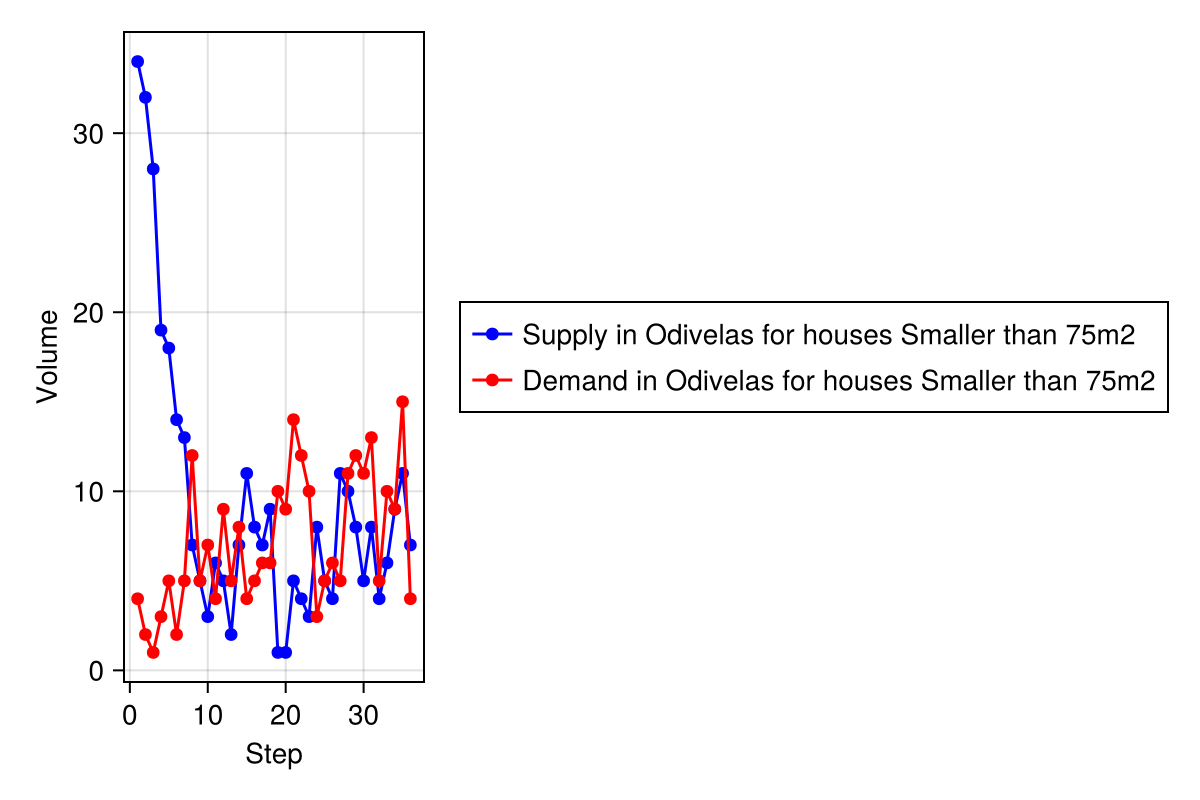 Volume
30
20
10
0
0 10 20 30
Step
Supply in Odivelas for houses Smaller than 75m2
Demand in Odivelas for houses Smaller than 75m2